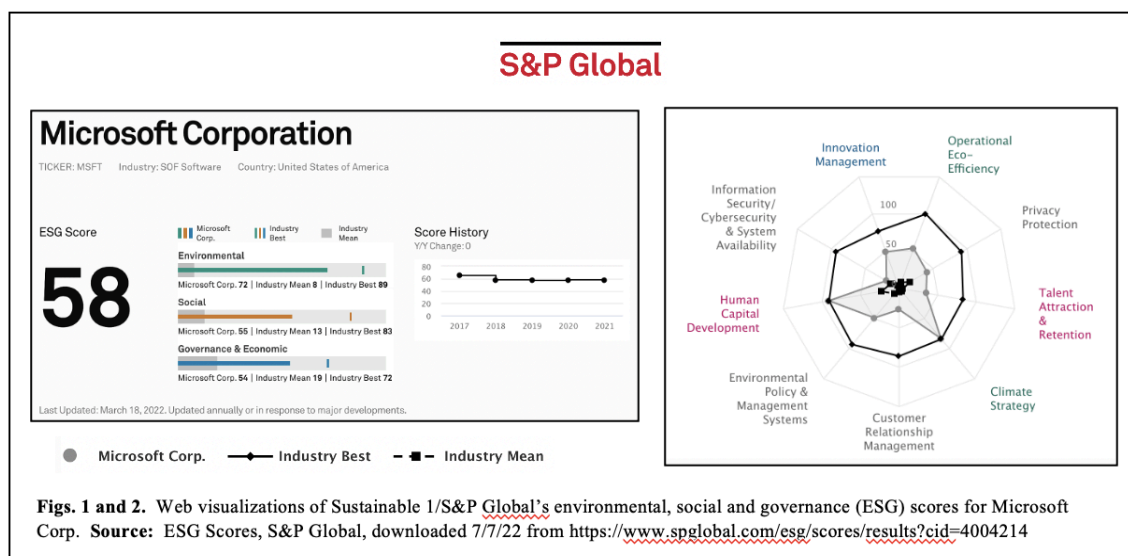 S&P Global
Microsoft Corporation
TICKER: MSFT Industry: SOF Software Country: United States of America
ESG Score
58
Microsoft
Corp.
Industry
Best
Industry
Mean
Environmental
Microsoft Corp. 72 | Industry Mean 8 | Industry Best 89
Social
Microsoft Corp. 55 | Industry Mean 13 | Industry Best 83
Governance & Economic
Microsoft Corp. 54 | Industry Mean 19 | Industry Best 72
Score History
Y/Y Change: 0
80
60
40
20
0
2017 2018 2019 2020 2021
Last Updated: March 18, 2022. Updated annually or in response to major developments.
Innovation
Management
Operational
Eco-
Efficiency
Privacy
Protection
Talent
Attraction
&
Retention
Climate
Strategy
Customer
Relationship
Management
Environmental
Policy &
Management
Systems
Human
Capital
Development
Information
Security/
Cybersecurity
& System
Availability
100
50
Microsoft Corp. Industry Best Industry Mean
Figs. 1 and 2. Web visualizations of Sustainable 1/S&P Global's environmental, social and governance (ESG) scores for Microsoft
Corp. Source: ESG Scores, S&P Global, downloaded 7/7/22 from https://www.spglobal.com/esg/scores/results?cid=4004214